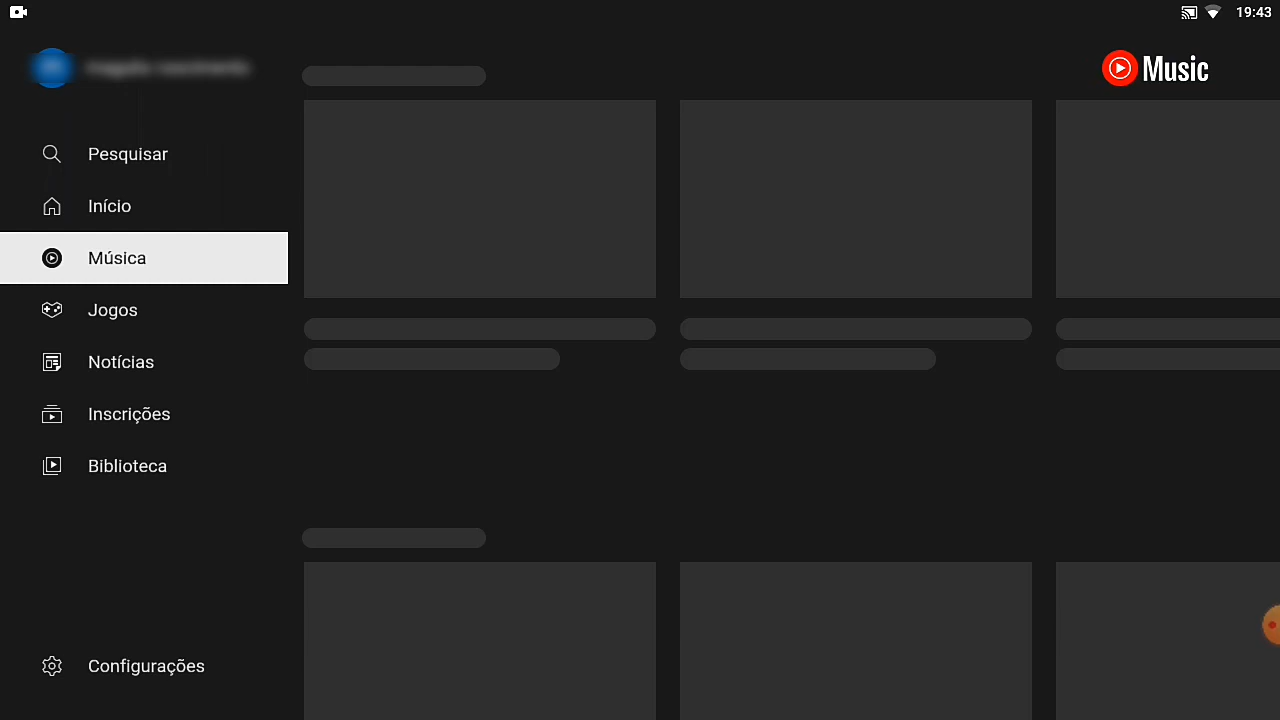 19:43
Music
Pesquisar
Início
Música
Jogos
Notícias
Inscrições
Biblioteca
Configurações